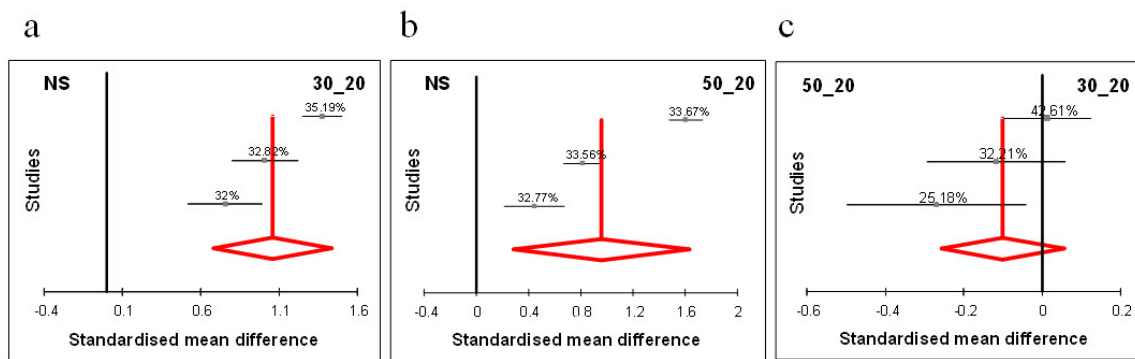 a
NS 30_20
35.19%
32.82%
32%
Studies
-0.4 0.1 0.6 1.1 1.6
Standardised mean difference
b
NS 50_20
33.67%
33.56%
32.77%
Studies
-0.4 0 0.4 0.8 1.2 1.6 2
Standardised mean difference
c
50_20 30_20
42.61%
32.21%
25.18%
Studies
-0.6 -0.4 -0.2 0 0.2
Standardised mean difference